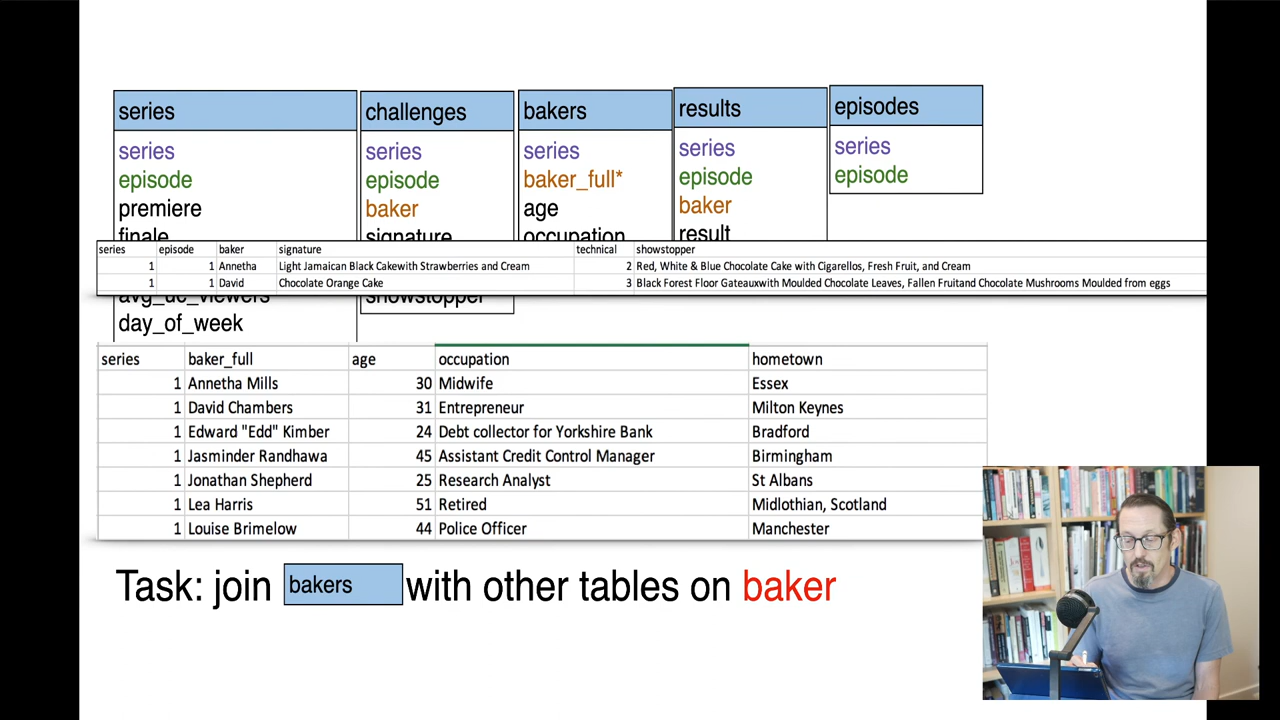 series
episode
premiere
finale
avg_uc_viewers
day_of_week
challenges
series
episode
baker
signature
showstopper
bakers
series
baker_full*
age
occupation
results
series
episode
baker
result
episodes
series
episode
series episode baker signature technical showstopper
1 1 Annetha Light Jamaican Black Cakewith Strawberries and Cream 2 Red, White & Blue Chocolate Cake with Cigarellos, Fresh Fruit, and Cream
1 1 David Chocolate Orange Cake 3 Black Forest Floor Gateauxwith Moulded Chocolate Leaves, Fallen Fruitand Chocolate Mushrooms Moulded from eggs
series baker_full age occupation hometown
1 Annetha Mills 30 Midwife Essex
1 David Chambers 31 Entrepreneur Milton Keynes
1 Edward "Edd" Kimber 24 Debt collector for Yorkshire Bank Bradford
1 Jasminder Randhawa 45 Assistant Credit Control Manager Birmingham
1 Jonathan Shepherd 25 Research Analyst St Albans
1 Lea Harris 51 Retired Midlothian, Scotland
1 Louise Brimelow 44 Police Officer Manchester
Task: join bakers with other tables on baker